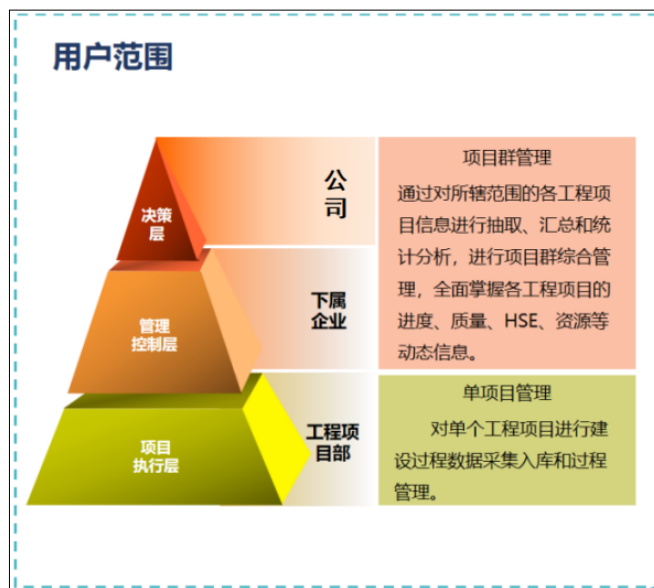 用户范围
决策
层
公
司
项目群管理
通过对所辖范围的各工程项
目信息进行抽取、汇总和统
计分析，进行项目群综合管
理，全面掌握各工程项目的
进度、质量、HSE、资源等
动态信息。
管理
控制层
下属
企业
项目
执行层
工程项
目部
单项目管理
对单个工程项目进行建
设过程数据采集入库和过程
管理。